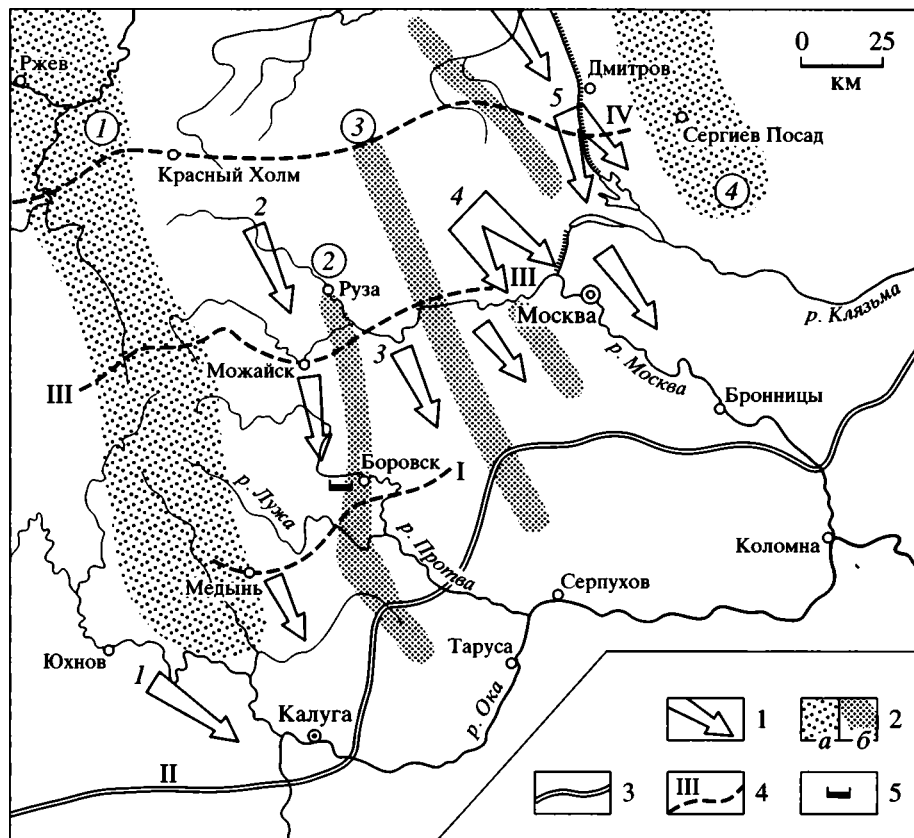 Ржев
0 25
км
Дмитров
1
3
5
IV
Сергиев Посад
Красный Холм
4
2
4
2
Руза
III
Москва
р. Клязьма
III
Можайск
3
р. Москва
Бронницы
Боровск
I
р. Лужа
р. Протва
Коломна
Медынь
Серпухов
Юхнов
Таруса
1
Калуга
р. Ока
II
1
а б 2
3
III 4
5